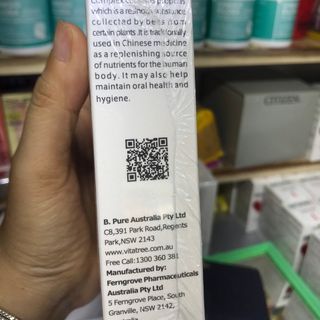 which is a resinous substance
collected by bees from
certain plants. It is traditionally
used in Chinese medicine
as a replenishing source
of nutrients for the human
body. It may also help
maintain oral health and
hygiene.
B. Pure Australia Pty Ltd
C8,391 Park Road,Regents
Park,NSW 2143
www.vitatree.com.au
Free Call:1300 360 381
Manufactured by:
Ferngrove Pharmaceuticals
Australia Pty Ltd
5 Ferngrove Place, South
Granville, NSW 2142,